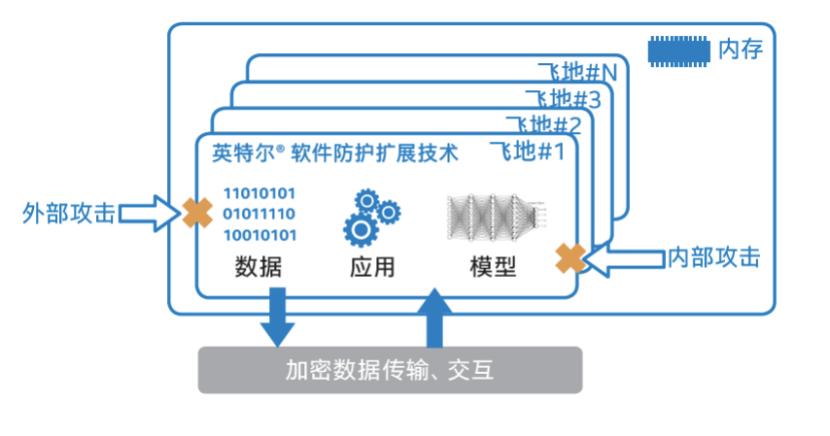 内存
飞地#N
飞地#3
飞地#2
英特尔® 软件防护扩展技术 飞地#1
11010101
01011110
10010101
外部攻击
数据 应用 模型
内部攻击
加密数据传输、交互